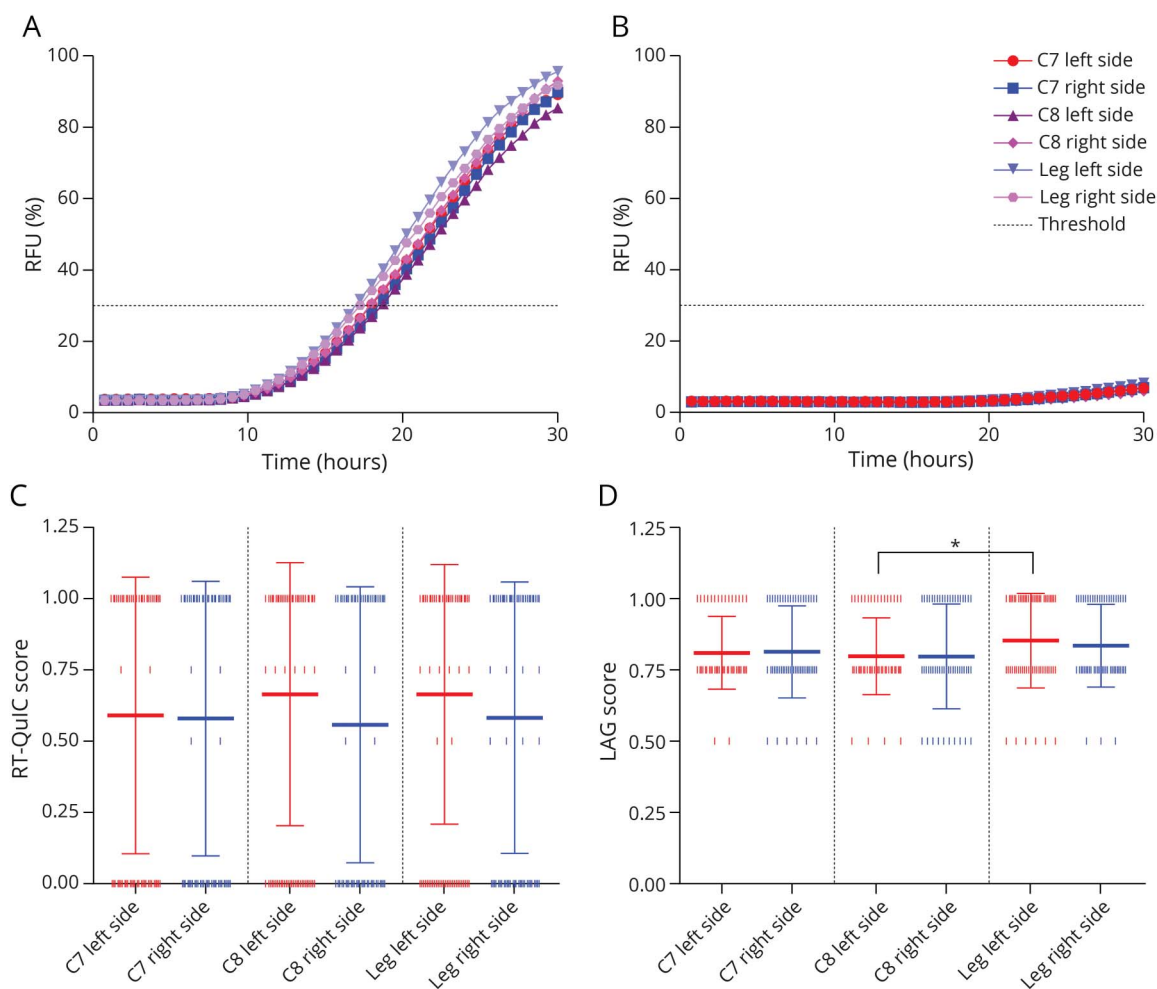 A
100
80
60
40
20
0
RFU (%)
0
10
20
30
Time (hours)
B
100
80
60
40
20
0
RFU (%)
0
10
20
30
Time (hours)
C7 left side
C7 right side
C8 left side
C8 right side
Leg left side
Leg right side
Threshold
C
1.25
1.00
0.75
0.50
0.25
0.00
RT-QuIC score
C7 left side
C7 right side
C8 left side
C8 right side
Leg left side
Leg right side
D
1.25
1.00
0.75
0.50
0.25
0.00
LAG score
*
C7 left side
C7 right side
C8 left side
C8 right side
Leg left side
Leg right side